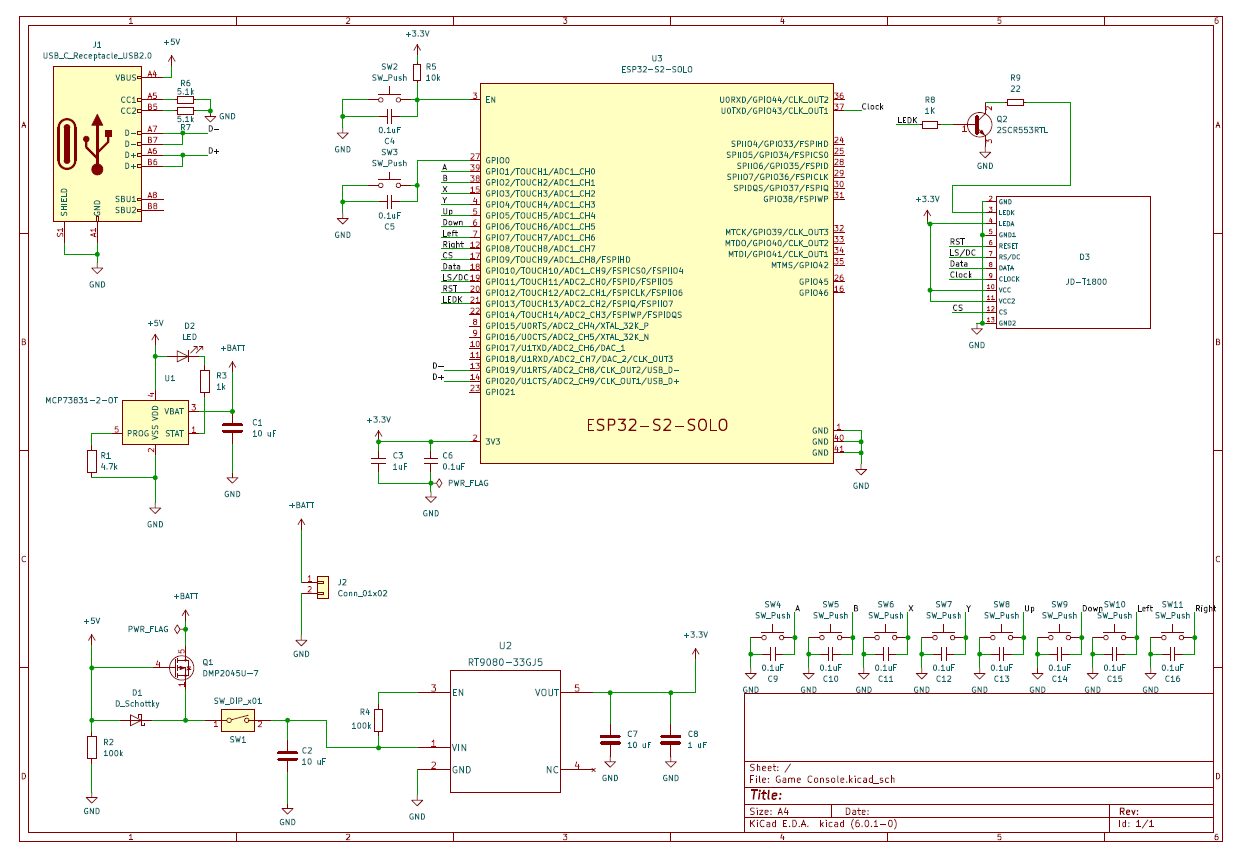 1 2 3 4 5 6
A
B
C
D
A
B
C
D
J1
USB_C_Receptacle_USB2.0
+5V
VBUS A4
CC1 A5
CC2 B5
R6
5.1k
5.1k
R7
GND
D- A7
D- B7
D+ A6
D+ B6
D-
D+
SBU1 A8
SBU2 B8
SHIELD
GND
S1
A1
GND
+3.3V
R5
10k
SW2
SW_Push
0.1uF
C4
GND
SW3
SW_Push
0.1uF
C5
GND
U3
ESP32-S2-SOLO
3 EN
27 GPIO0
A 39 GPIO1/TOUCH1/ADC1_CH0
B 38 GPIO2/TOUCH2/ADC1_CH1
X 15 GPIO3/TOUCH3/ADC1_CH2
Y 4 GPIO4/TOUCH4/ADC1_CH3
Up 5 GPIO5/TOUCH5/ADC1_CH4
Down 6 GPIO6/TOUCH6/ADC1_CH5
Left 7 GPIO7/TOUCH7/ADC1_CH6
Right 12 GPIO8/TOUCH8/ADC1_CH7
CS 17 GPIO9/TOUCH9/ADC1_CH8/FSPIHD
Data 18 GPIO10/TOUCH10/ADC1_CH9/FSPICS0/FSPIIO4
LS/DC 19 GPIO11/TOUCH11/ADC2_CH0/FSPID/FSPIIO5
RST 20 GPIO12/TOUCH12/ADC2_CH1/FSPICLK/FSPIIO6
LEDK 21 GPIO13/TOUCH13/ADC2_CH2/FSPIQ/FSPIIO7
22 GPIO14/TOUCH14/ADC2_CH3/FSPIWP/FSPIDQS
8 GPIO15/U0RTS/ADC2_CH4/XTAL_32K_P
9 GPIO16/U0CTS/ADC2_CH5/XTAL_32K_N
10 GPIO17/U1TXD/ADC2_CH6/DAC_1
11 GPIO18/U1RXD/ADC2_CH7/DAC_2/CLK_OUT3
D- 13 GPIO19/U1RTS/ADC2_CH8/CLK_OUT2/USB_D-
D+ 14 GPIO20/U1CTS/ADC2_CH9/CLK_OUT1/USB_D+
23 GPIO21
2 3V3
ESP32-S2-SOLO
U0RXD/GPIO44/CLK_OUT2 36
U0TXD/GPIO43/CLK_OUT1 37 Clock
SPIIO4/GPIO33/FSPIHD 24
SPIIO5/GPIO34/FSPICS0 25
SPIIO6/GPIO35/FSPID 28
SPIIO7/GPIO36/FSPICLK 29
SPIDQS/GPIO37/FSPIQ 30
GPIO38/FSPIWP 31
MTCK/GPIO39/CLK_OUT3 32
MTDO/GPIO40/CLK_OUT2 33
MTDI/GPIO41/CLK_OUT1 34
MTMS/GPIO42 35
GPIO45 26
GPIO46 16
GND 1
GND 40
GND 41
GND
+3.3V
C3
1uF
C6
0.1uF
PWR_FLAG
GND
LEDK
R8
1K
1
2
3
Q2
2SCR553RTL
R9
22
GND
+3.3V
2 GND
3 LEDK
4 LEDA
5 GND1
RST 6 RESET
LS/DC 7 RS/DC
Data 8 DATA
Clock 9 CLOCK
10 VCC
11 VCC2
CS 12 CS
13 GND2
D3
JD-T1800
GND
+5V
D2
LED
U1
R3
1k
+BATT
MCP73831-2-OT
4
VDD
VBAT 3
5 PROG
STAT 1
VSS
2
R1
4.7k
C1
10 uF
GND
GND
+BATT
1
2
J2
Conn_01x02
GND
+5V
+BATT
PWR_FLAG
5
4
1
Q1
DMP2045U-7
D1
D_Schottky
R2
100k
GND
SW_DIP_x01
1 2
SW1
C2
10 uF
GND
R4
100k
U2
RT9080-33GJ5
3 EN
1 VIN
2 GND
VOUT 5
NC 4
GND
+3.3V
C7
10 uF
GND
C8
1 uF
GND
SW4
SW_Push
A
0.1uF
C9
GND
SW5
SW_Push
B
0.1uF
C10
GND
SW6
SW_Push
X
0.1uF
C11
GND
SW7
SW_Push
Y
0.1uF
C12
GND
SW8
SW_Push
Up
0.1uF
C13
GND
SW9
SW_Push
Down
0.1uF
C14
GND
SW10
SW_Push
Left
0.1uF
C15
GND
SW11
SW_Push
Right
0.1uF
C16
GND
Sheet: /
File: Game Console.kicad_sch
Title:
Size: A4 Date: Rev:
KiCad E.D.A. kicad (6.0.1-0) Id: 1/1
1 2 3 4 5 6